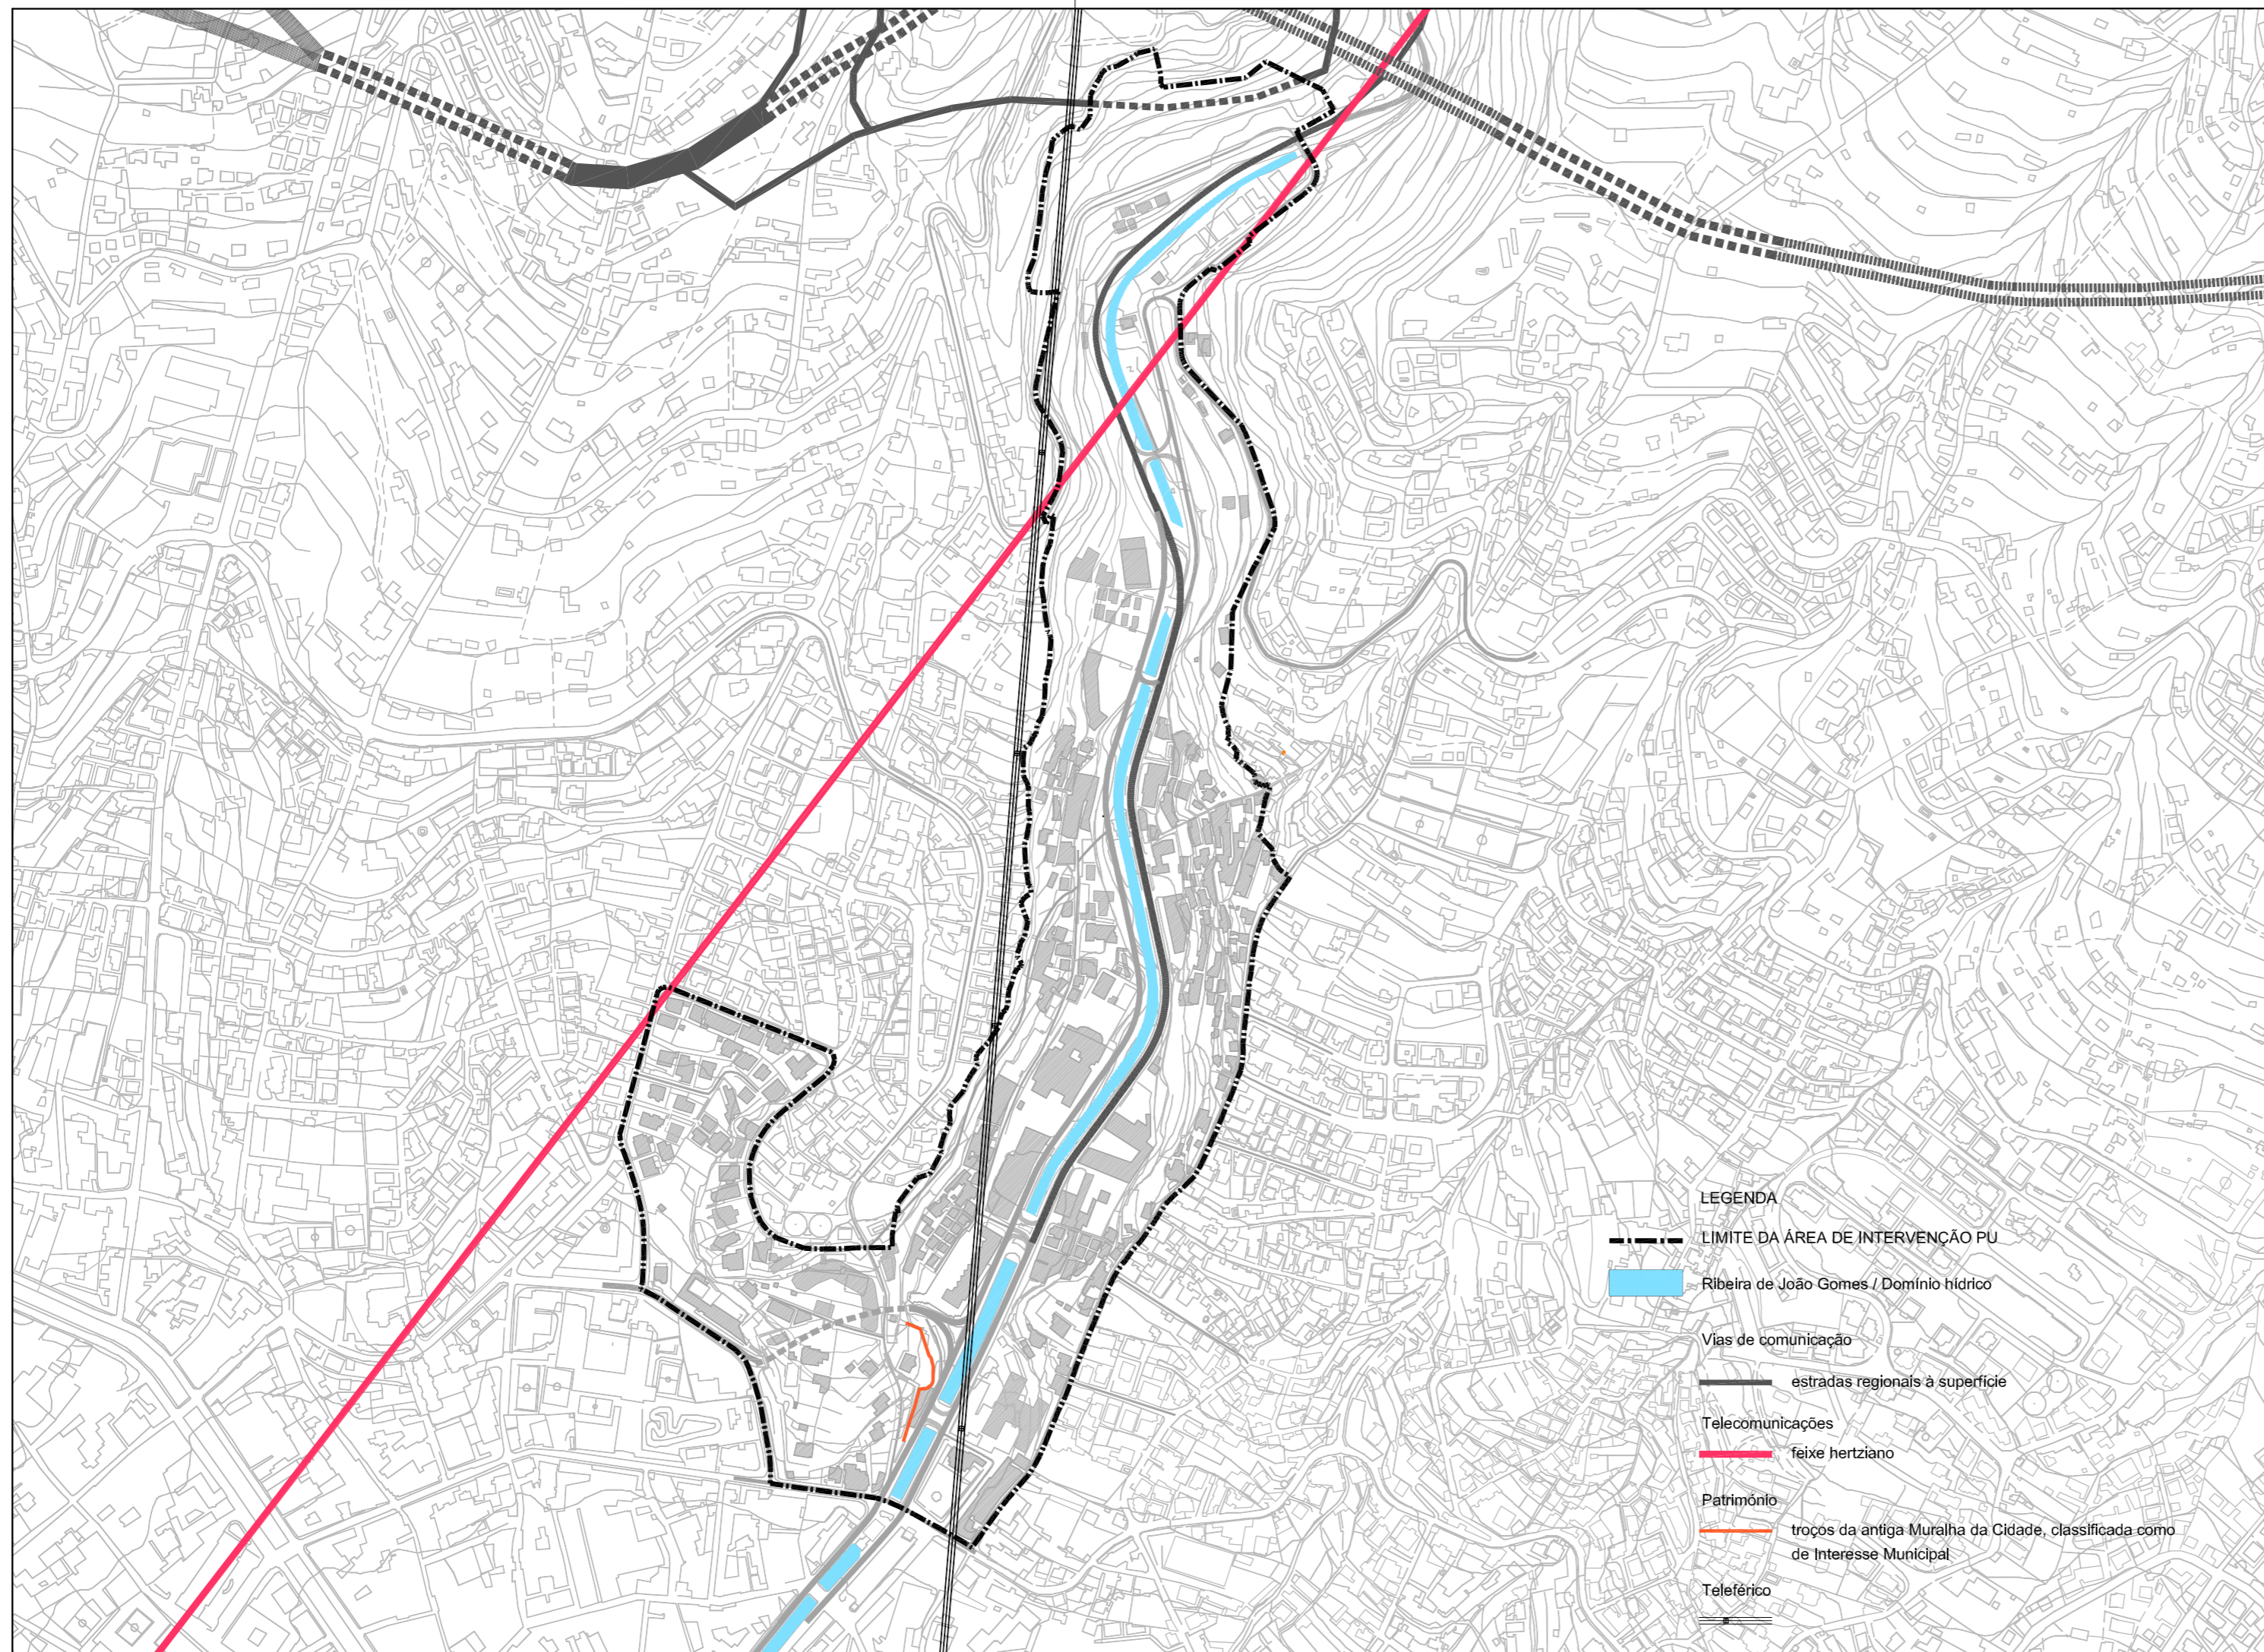 LEGENDA
LIMITE DA ÁREA DE INTERVENÇÃO PU
Ribeira de João Gomes / Domínio hídrico
Vias de comunicação
estradas regionais à superfície
Telecomunicações
feixe hertziano
Património
troços da antiga Muralha da Cidade, classificada como
de Interesse Municipal
Teleférico